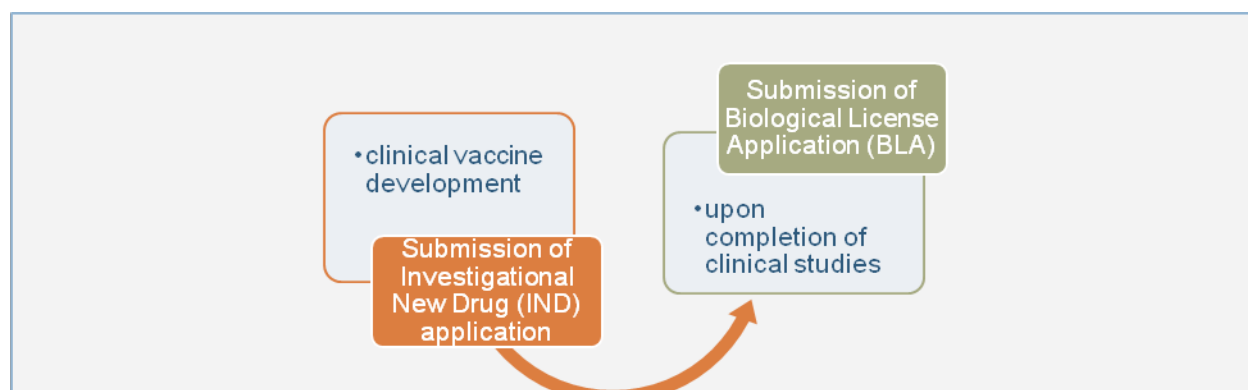 •clinical vaccine
development
Submission of
Investigational
New Drug (IND)
application
Submission of
Biological License
Application (BLA)
•upon
completion of
clinical studies